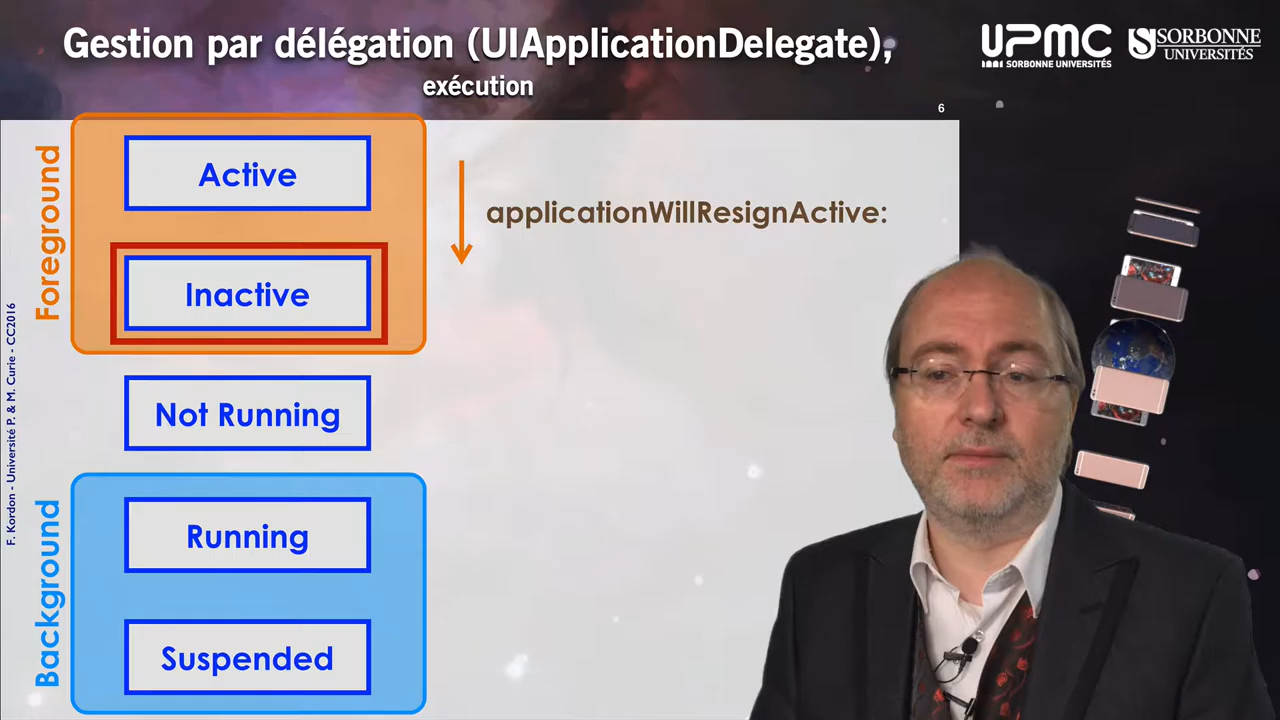 Gestion par délégation (UIApplicationDelegate),
exécution
UPMC
SORBONNE UNIVERSITÉS
SORBONNE
UNIVERSITÉS
6
Foreground
Active
applicationWillResignActive:
Inactive
Not Running
Background
Running
Suspended
F. Kordon - Université P. & M. Curie - CC2016